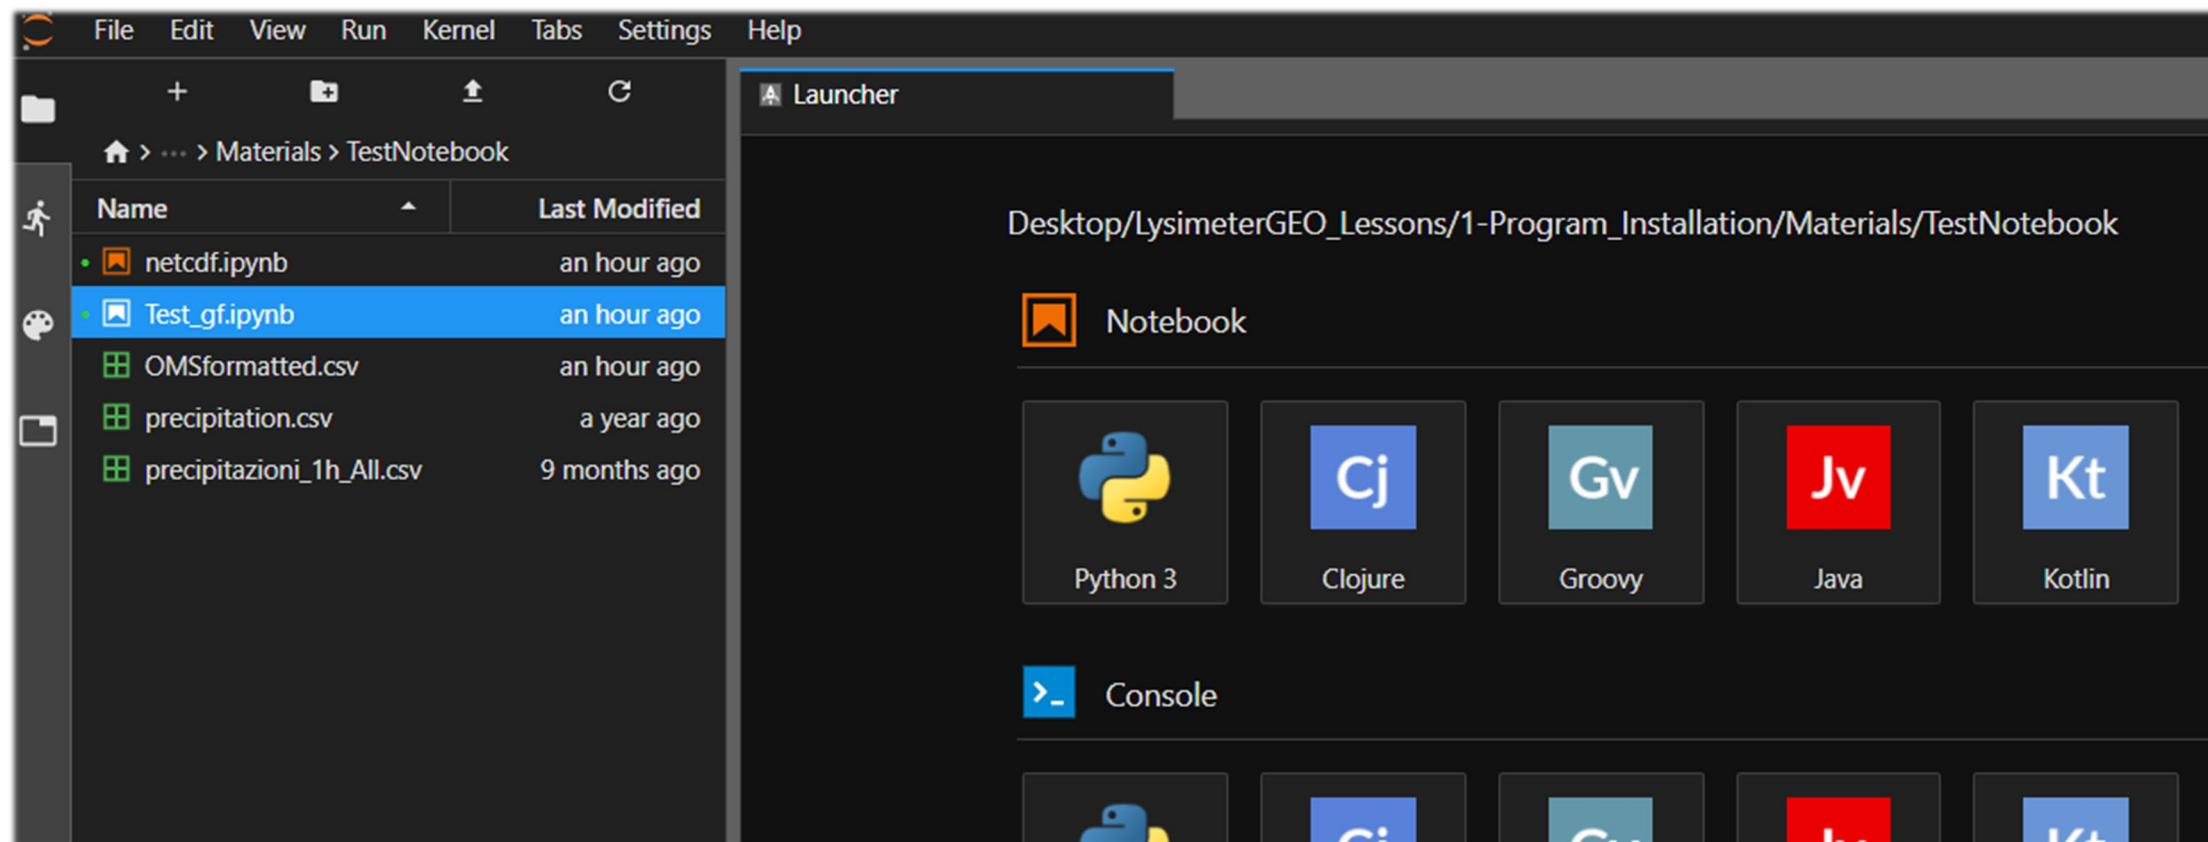 File Edit View Run Kernel Tabs Settings Help
Launcher
> ... > Materials > TestNotebook
Name Last Modified
netcdf.ipynb an hour ago
Test_gf.ipynb an hour ago
OMSformatted.csv an hour ago
precipitation.csv a year ago
precipitazioni_1h_All.csv 9 months ago
Desktop/LysimeterGEO_Lessons/1-Program_Installation/Materials/TestNotebook
Notebook
Cj Gv Jv Kt
Python 3 Clojure Groovy Java Kotlin
>_ Console